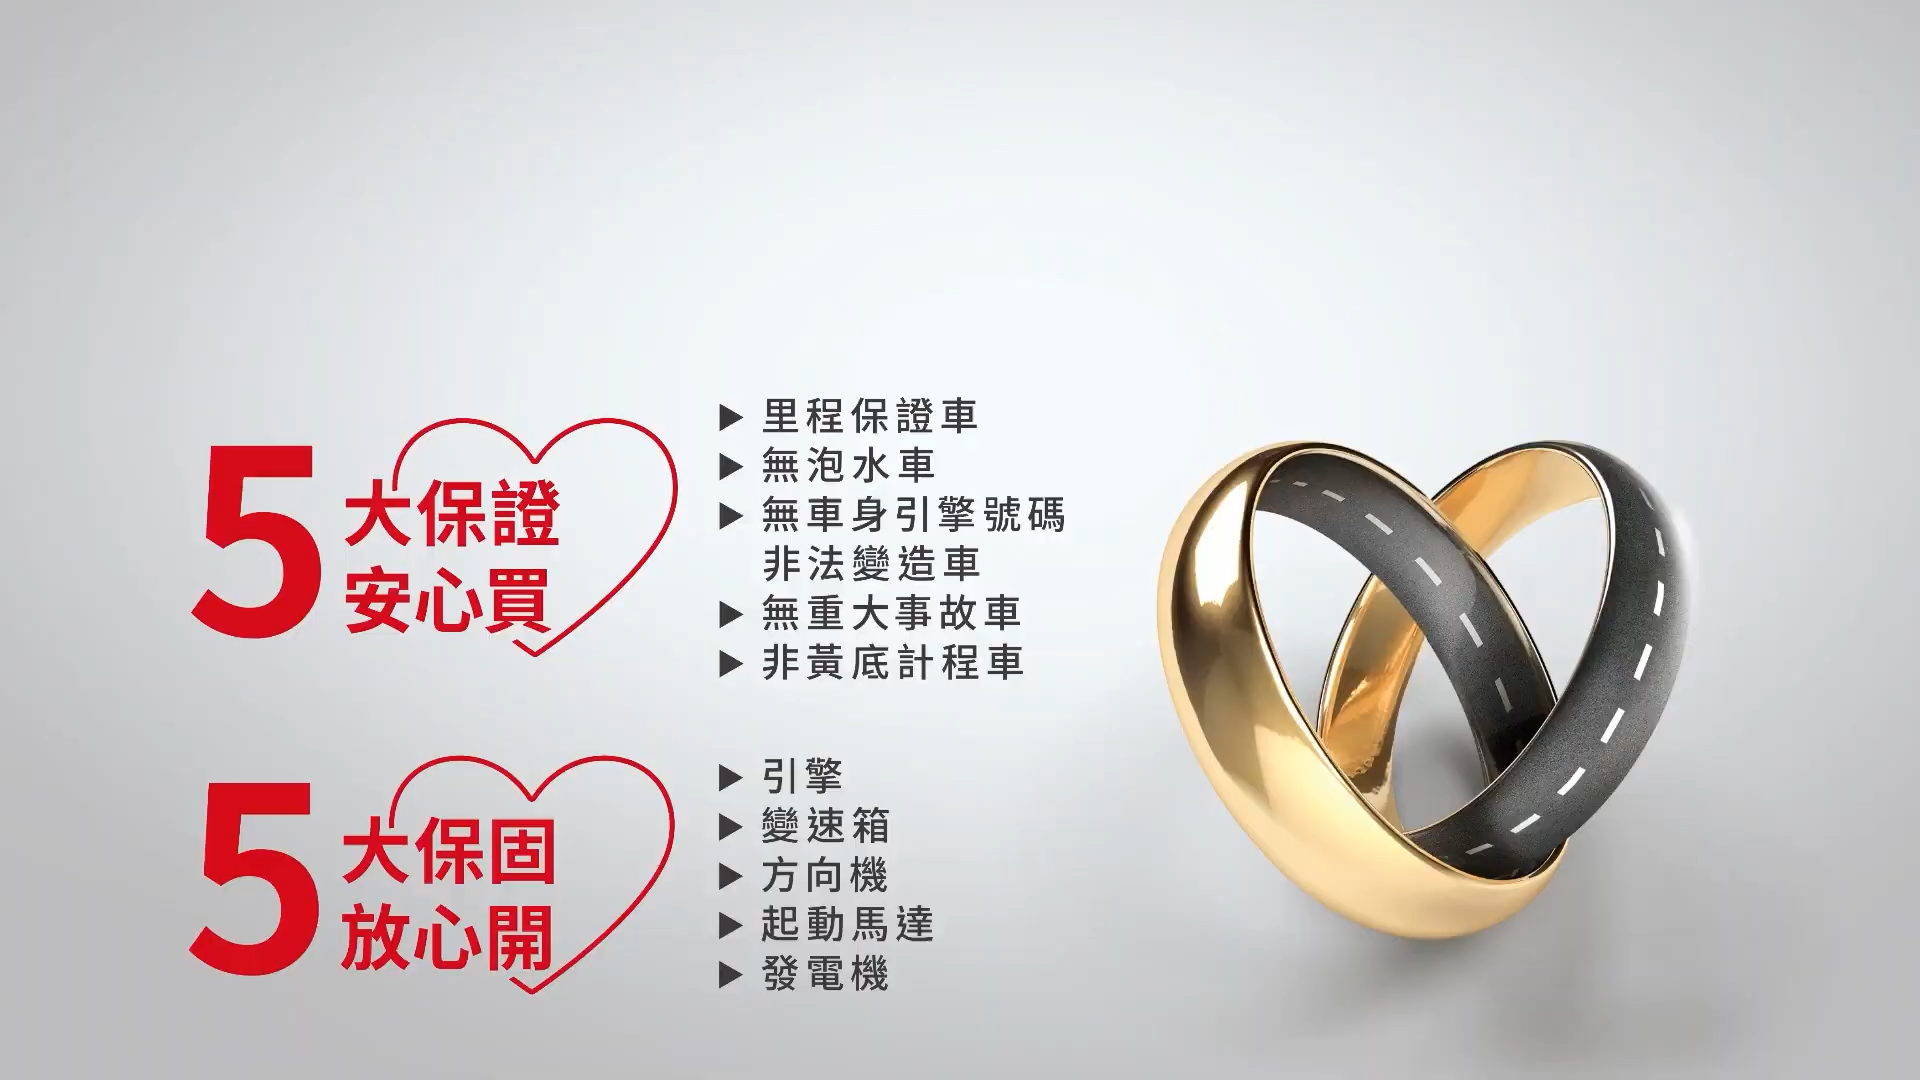 5
大保證
安心買
▶ 里程保證車
▶ 無泡水車
▶ 無車身引擎號碼
非法變造車
▶ 無重大事故車
▶ 非黃底計程車
5
大保固
放心開
▶ 引擎
▶ 變速箱
▶ 方向機
▶ 起動馬達
▶ 發電機